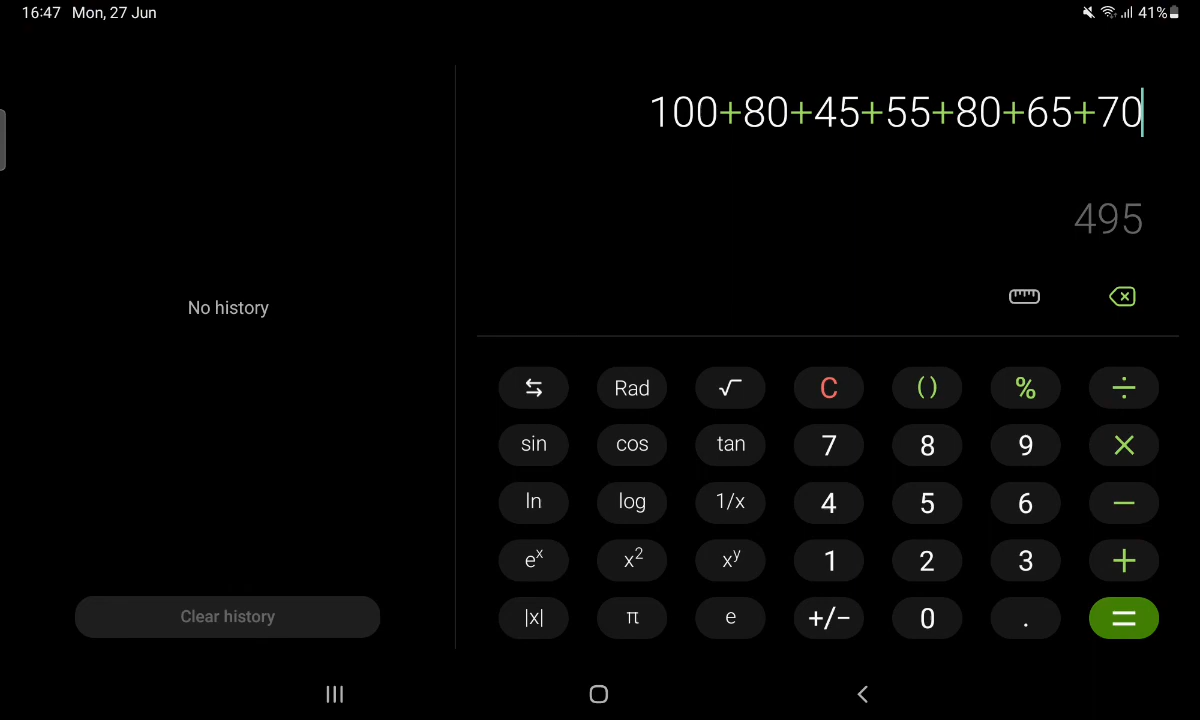 16:47 Mon, 27 Jun
41%
100+80+45+55+80+65+70
495
No history
Clear history
⇆ Rad √ C () % ÷
sin cos tan 7 8 9 ×
ln log 1/x 4 5 6 −
eˣ x² xʸ 1 2 3 +
|x| π e +/− 0 . =